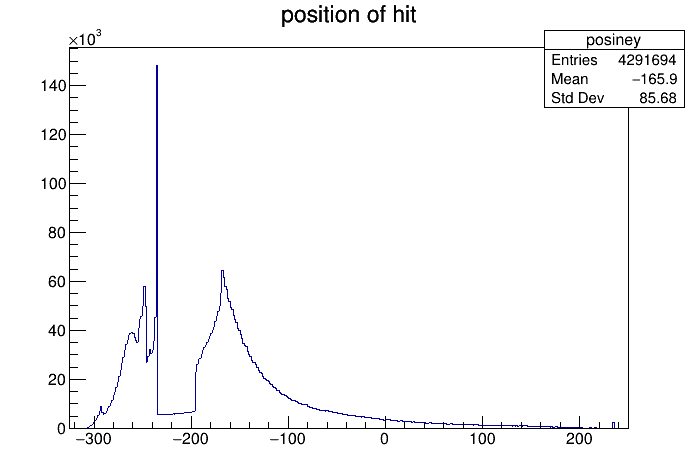 position of hit
×10³
posiney
Entries 4291694
Mean −165.9
Std Dev 85.68
140
120
100
80
60
40
20
0
−300 −200 −100 0 100 200